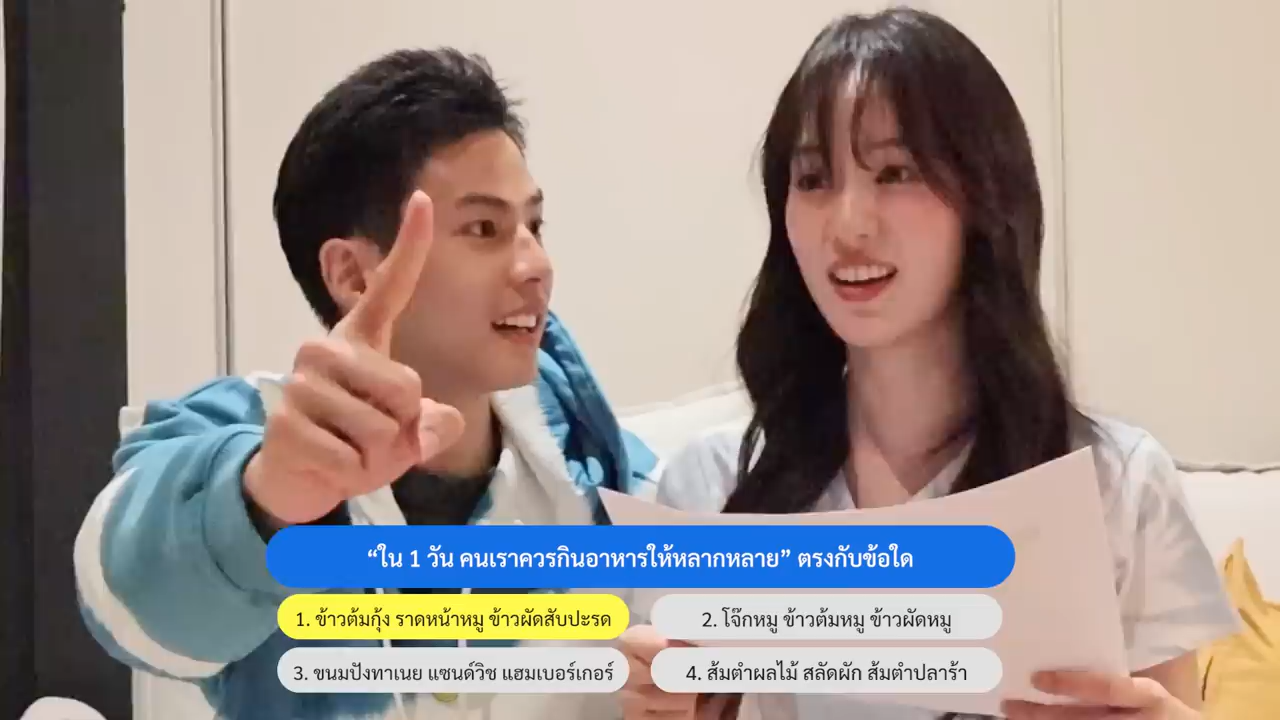 “ใน 1 วัน คนเราควรกินอาหารให้หลากหลาย” ตรงกับข้อใด
1. ข้าวต้มกุ้ง ราดหน้าหมู ข้าวผัดสับปะรด
2. โจ๊กหมู ข้าวต้มหมู ข้าวผัดหมู
3. ขนมปังทาเนย แซนด์วิช แฮมเบอร์เกอร์
4. ส้มตำผลไม้ สลัดผัก ส้มตำปลาร้า